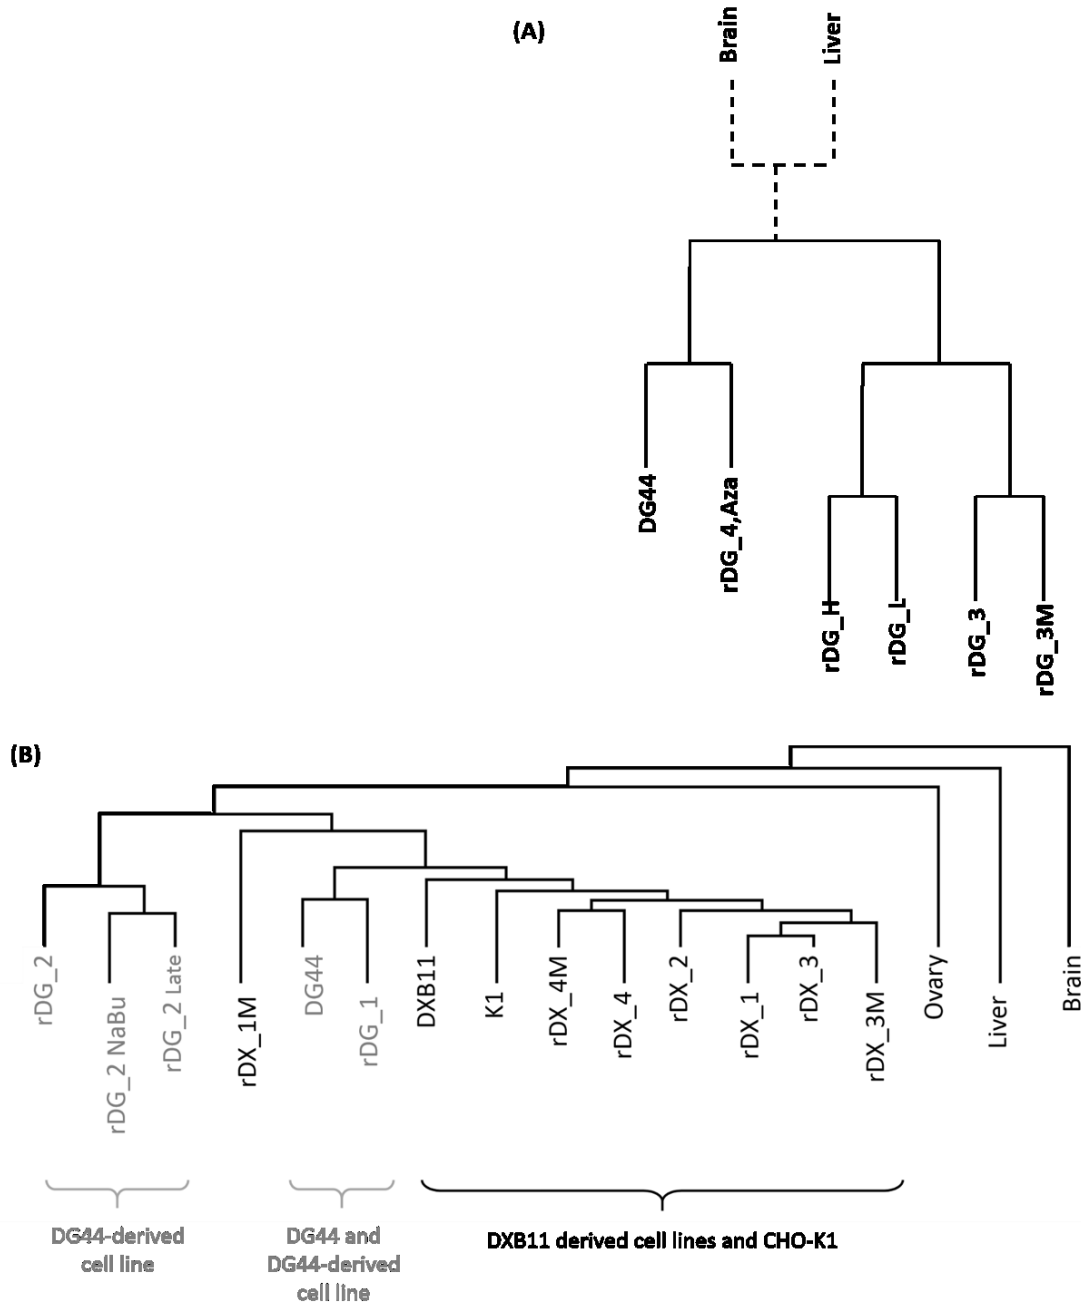 (A)
Brain
Liver
DG44
rDG_4,Aza
rDG_H
rDG_L
rDG_3
rDG_3M
(B)
rDG_2
rDG_2 NaBu
rDG_2 Late
rDX_1M
DG44
rDG_1
DXB11
K1
rDX_4M
rDX_4
rDX_2
rDX_1
rDX_3
rDX_3M
Ovary
Liver
Brain
DG44-derived
cell line
DG44 and
DG44-derived
cell line
DXB11 derived cell lines and CHO-K1